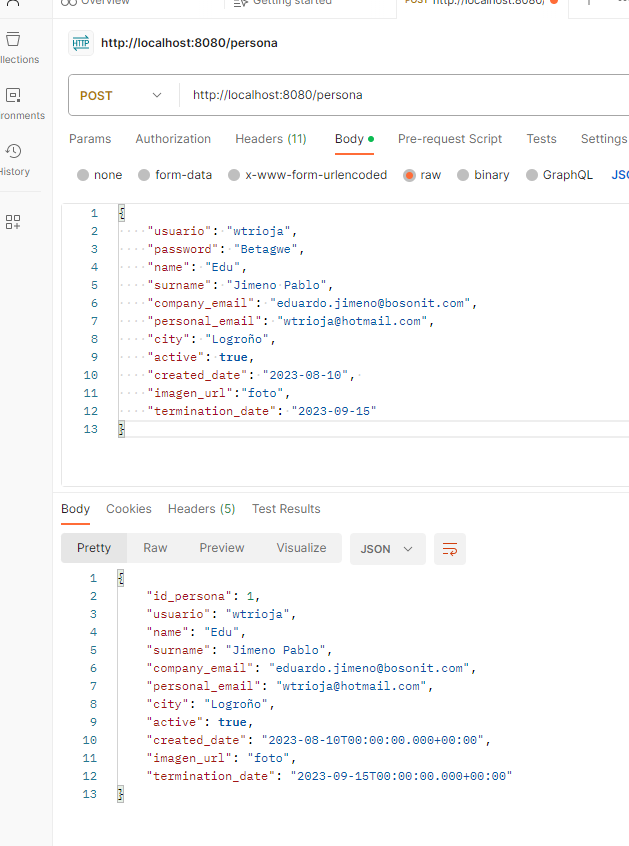 Overview
Getting started
POST http://localhost:8080/
HTTP http://localhost:8080/persona
llections
POST
http://localhost:8080/persona
ronments
Params Authorization Headers (11) Body Pre-request Script Tests Settings
History
none form-data x-www-form-urlencoded raw binary GraphQL JSO
1 {
2 "usuario": "wtrioja",
3 "password": "Betagwe",
4 "name": "Edu",
5 "surname": "Jimeno Pablo",
6 "company_email": "eduardo.jimeno@bosonit.com",
7 "personal_email": "wtrioja@hotmail.com",
8 "city": "Logroño",
9 "active": true,
10 "created_date": "2023-08-10",
11 "imagen_url":"foto",
12 "termination_date": "2023-09-15"
13 }
Body Cookies Headers (5) Test Results
Pretty Raw Preview Visualize JSON
1 {
2 "id_persona": 1,
3 "usuario": "wtrioja",
4 "name": "Edu",
5 "surname": "Jimeno Pablo",
6 "company_email": "eduardo.jimeno@bosonit.com",
7 "personal_email": "wtrioja@hotmail.com",
8 "city": "Logroño",
9 "active": true,
10 "created_date": "2023-08-10T00:00:00.000+00:00",
11 "imagen_url": "foto",
12 "termination_date": "2023-09-15T00:00:00.000+00:00"
13 }